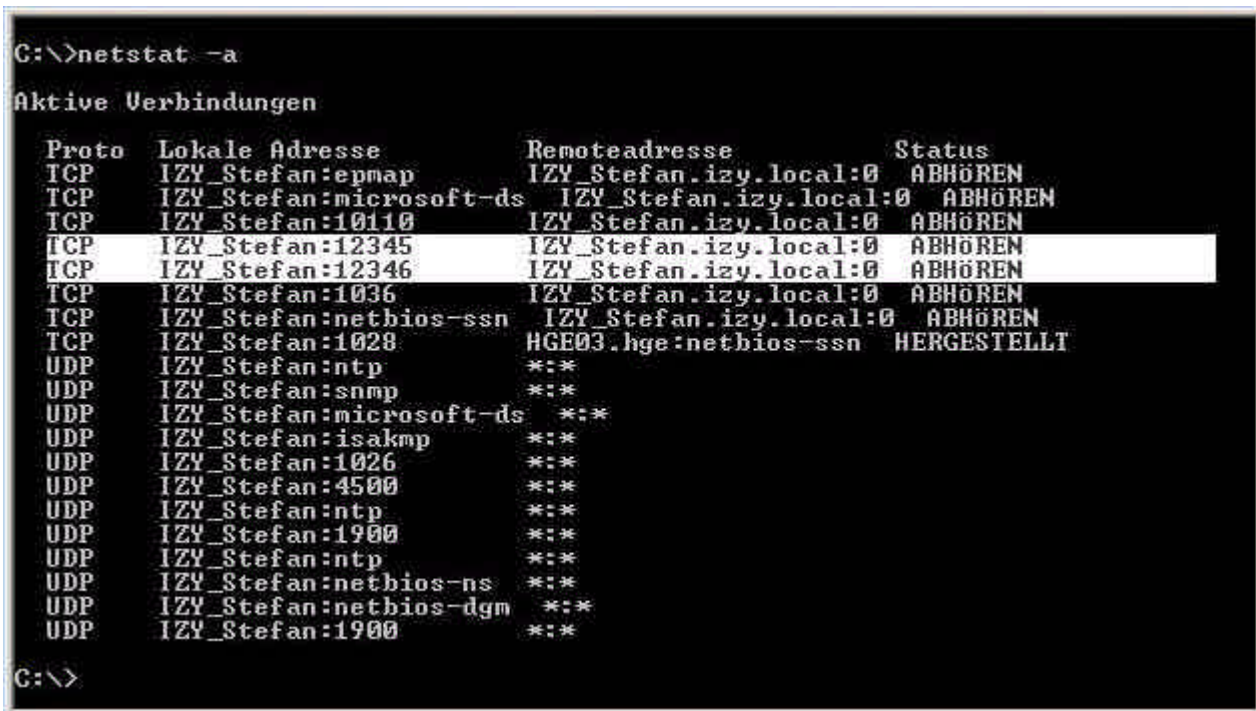 C:\>netstat -a
Aktive Verbindungen
Proto Lokale Adresse Remoteadresse Status
TCP IZY_Stefan:epmap IZY_Stefan.izy.local:0 ABHöREN
TCP IZY_Stefan:microsoft-ds IZY_Stefan.izy.local:0 ABHöREN
TCP IZY_Stefan:10110 IZY_Stefan.izy.local:0 ABHöREN
TCP IZY_Stefan:12345 IZY_Stefan.izy.local:0 ABHöREN
TCP IZY_Stefan:12346 IZY_Stefan.izy.local:0 ABHöREN
TCP IZY_Stefan:1036 IZY_Stefan.izy.local:0 ABHöREN
TCP IZY_Stefan:netbios-ssn IZY_Stefan.izy.local:0 ABHöREN
TCP IZY_Stefan:1028 HGE03.hge:netbios-ssn HERGESTELLT
UDP IZY_Stefan:ntp *:*
UDP IZY_Stefan:snmp *:*
UDP IZY_Stefan:microsoft-ds *:*
UDP IZY_Stefan:isakmp *:*
UDP IZY_Stefan:1026 *:*
UDP IZY_Stefan:4500 *:*
UDP IZY_Stefan:ntp *:*
UDP IZY_Stefan:1900 *:*
UDP IZY_Stefan:ntp *:*
UDP IZY_Stefan:netbios-ns *:*
UDP IZY_Stefan:netbios-dgm *:*
UDP IZY_Stefan:1900 *:*
C:\>